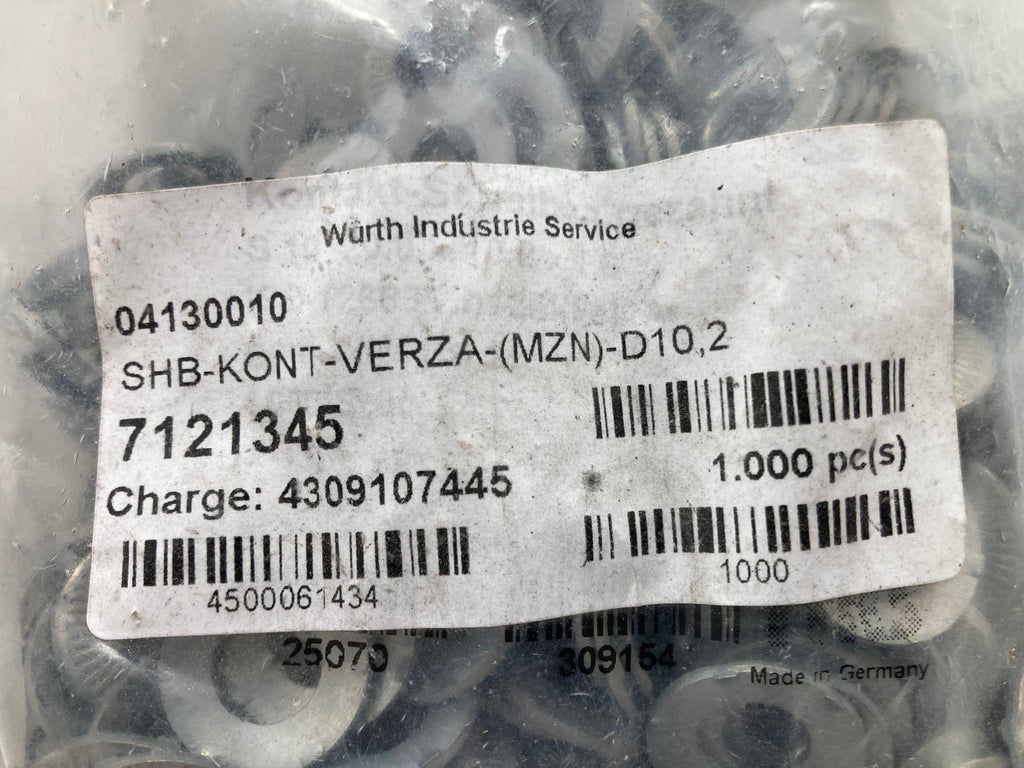 Würth Industrie Service
04130010
SHB-KONT-VERZA-(MZN)-D10,2
7121345
1.000 pc(s)
Charge: 4309107445
4500061434
1000
25070
309154
Made in Germany